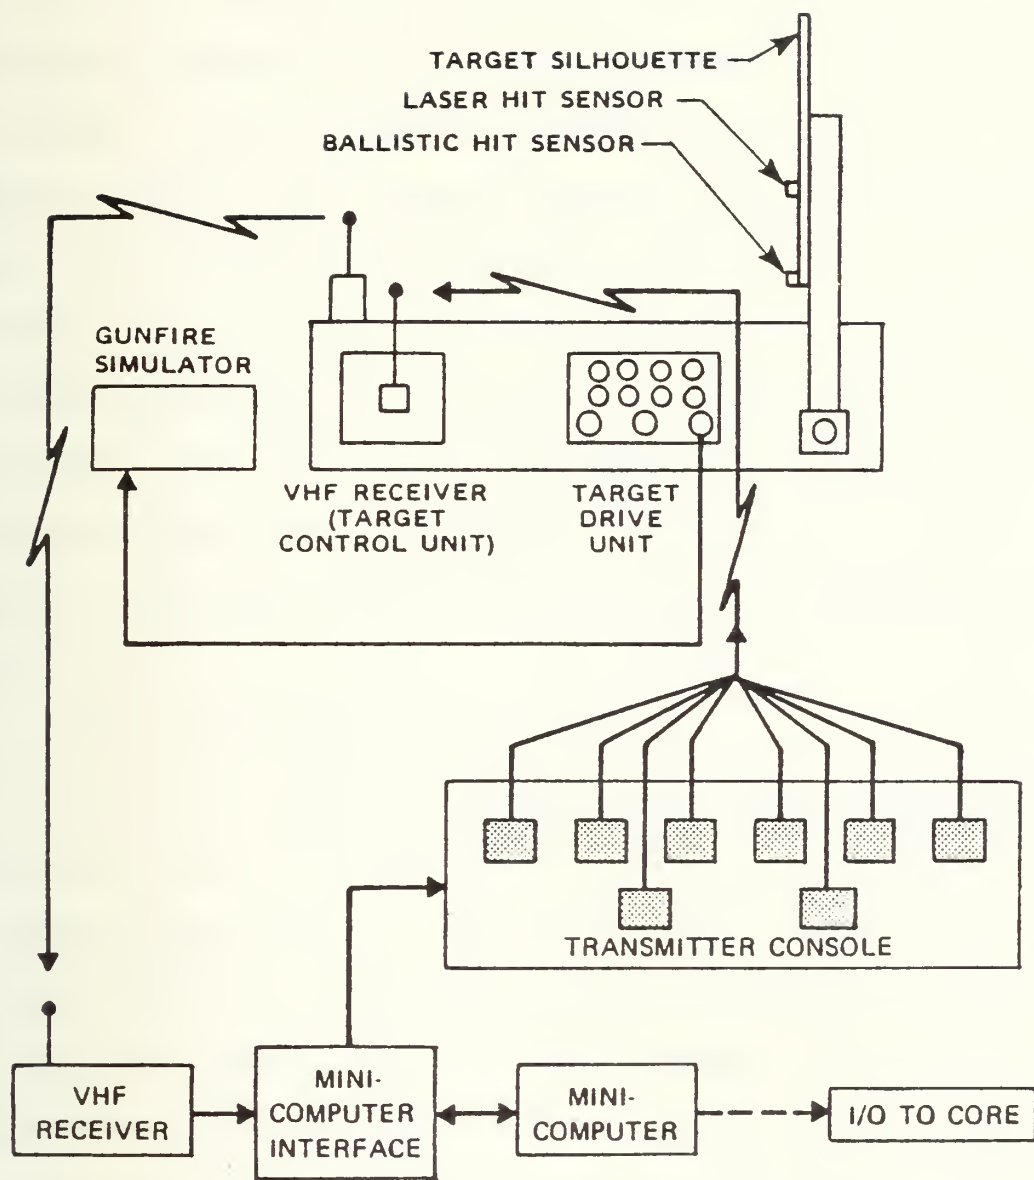 TARGET SILHOUETTE
LASER HIT SENSOR
BALLISTIC HIT SENSOR
GUNFIRE
SIMULATOR
VHF RECEIVER
(TARGET
CONTROL UNIT)
TARGET
DRIVE
UNIT
TRANSMITTER CONSOLE
VHF
RECEIVER
MINI-
COMPUTER
INTERFACE
MINI-
COMPUTER
I/O TO CORE